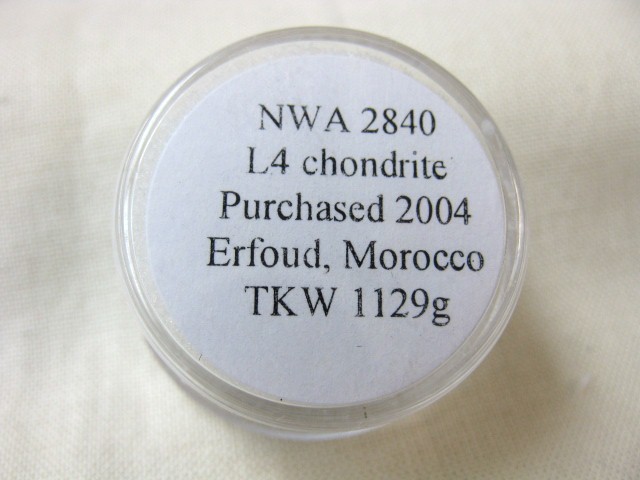 NWA 2840
L4 chondrite
Purchased 2004
Erfoud, Morocco
TKW 1129g